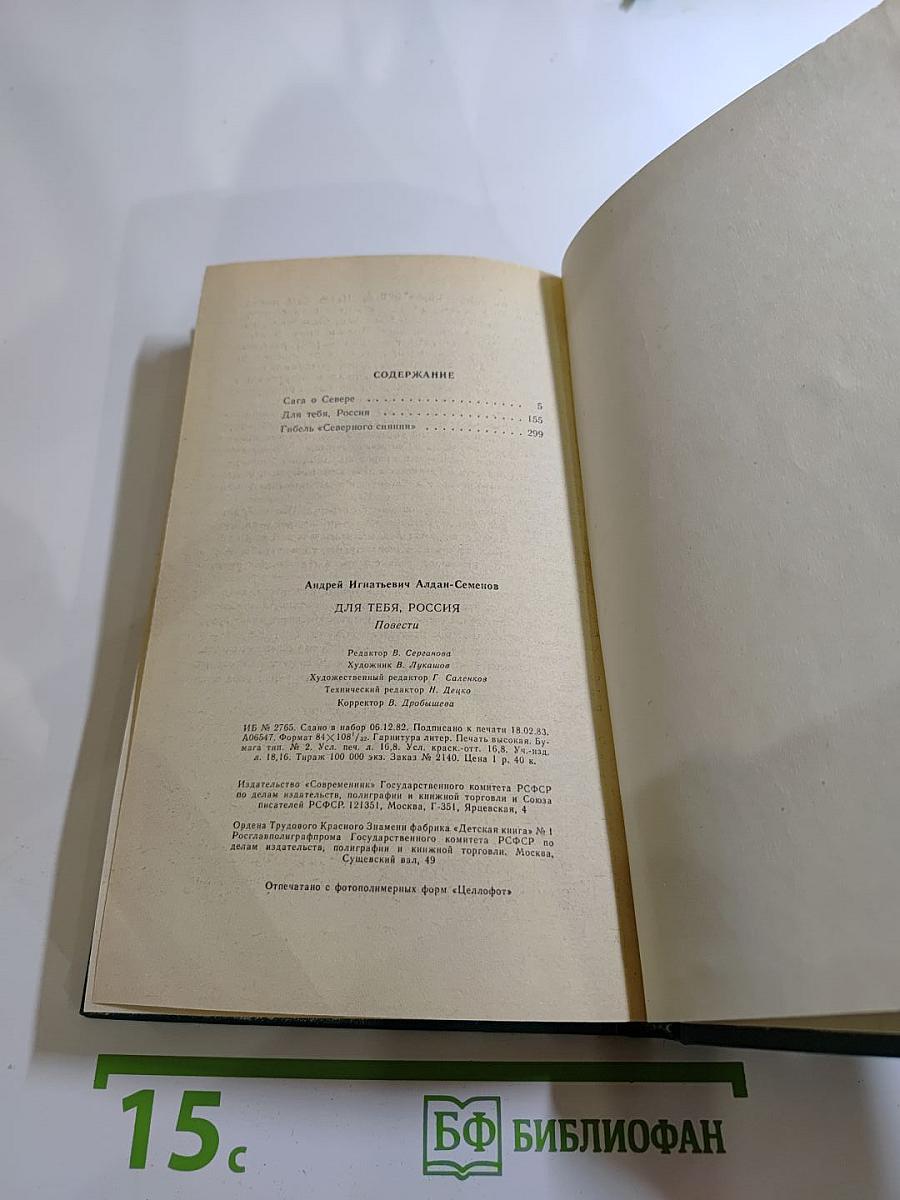 СОДЕРЖАНИЕ
Сага о Севере . . . . . . . . . . . . . . . . . . . . 5
Для тебя, Россия . . . . . . . . . . . . . . . . . . 155
Гибель «Северного сияния» . . . . . . . . . . . . 299
Андрей Игнатьевич Алдан-Семенов
ДЛЯ ТЕБЯ, РОССИЯ
Повести
Редактор В. Серганова
Художник В. Лукашов
Художественный редактор Г. Саленков
Технический редактор Н. Децко
Корректор В. Дробышева
ИБ № 2765. Сдано в набор 06.12.82. Подписано к печати 18.02.83.
А06547. Формат 84×108¹/₃₂. Гарнитура литер. Печать высокая. Бу-
мага тип. № 2. Усл. печ. л. 16,8. Усл. краск.-отт. 16,8. Уч.-изд.
л. 18,16. Тираж 100 000 экз. Заказ № 2140. Цена 1 р. 40 к.
Издательство «Современник» Государственного комитета РСФСР
по делам издательств, полиграфии и книжной торговли и Союза
писателей РСФСР. 121351, Москва, Г-351, Ярцевская, 4
Ордена Трудового Красного Знамени фабрика «Детская книга» № 1
Росглавполиграфпрома Государственного комитета РСФСР по
делам издательств, полиграфии и книжной торговли. Москва,
Сущевский вал, 49
Отпечатано с фотополимерных форм «Целлофот»
15 с
БФ БИБЛИОФАН